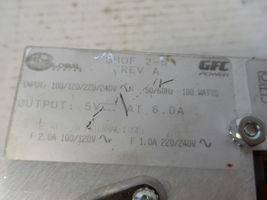 GLOBAL
POWER
GFC
POWER
REV A
INPUT: 100/120/220/240V 50/60Hz 100 WATTS
OUTPUT: 5V AT 6.0A
F 2.0A 100/120V F 1.0A 220/240V